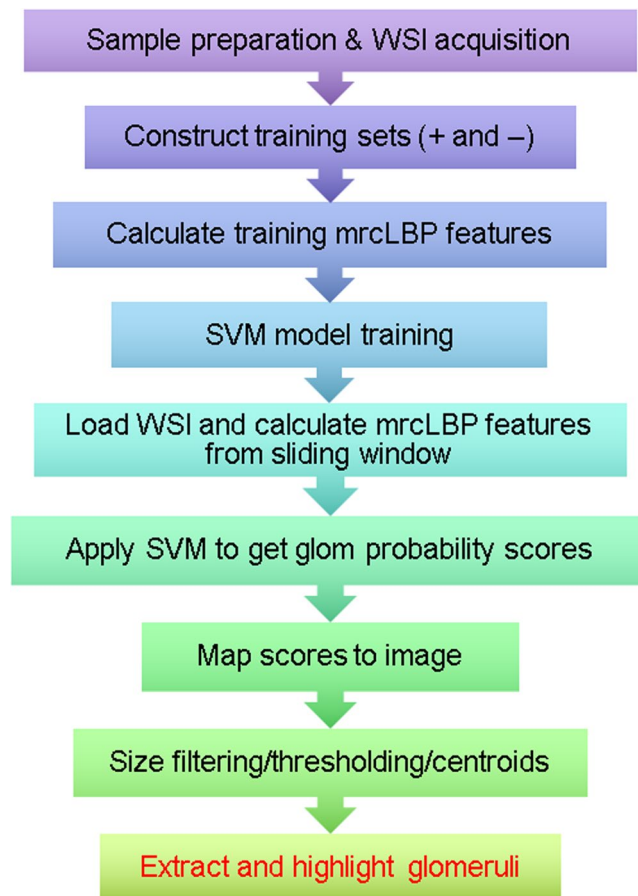 Sample preparation & WSI acquisition
Construct training sets (+ and –)
Calculate training mrcLBP features
SVM model training
Load WSI and calculate mrcLBP features
from sliding window
Apply SVM to get glom probability scores
Map scores to image
Size filtering/thresholding/centroids
Extract and highlight glomeruli